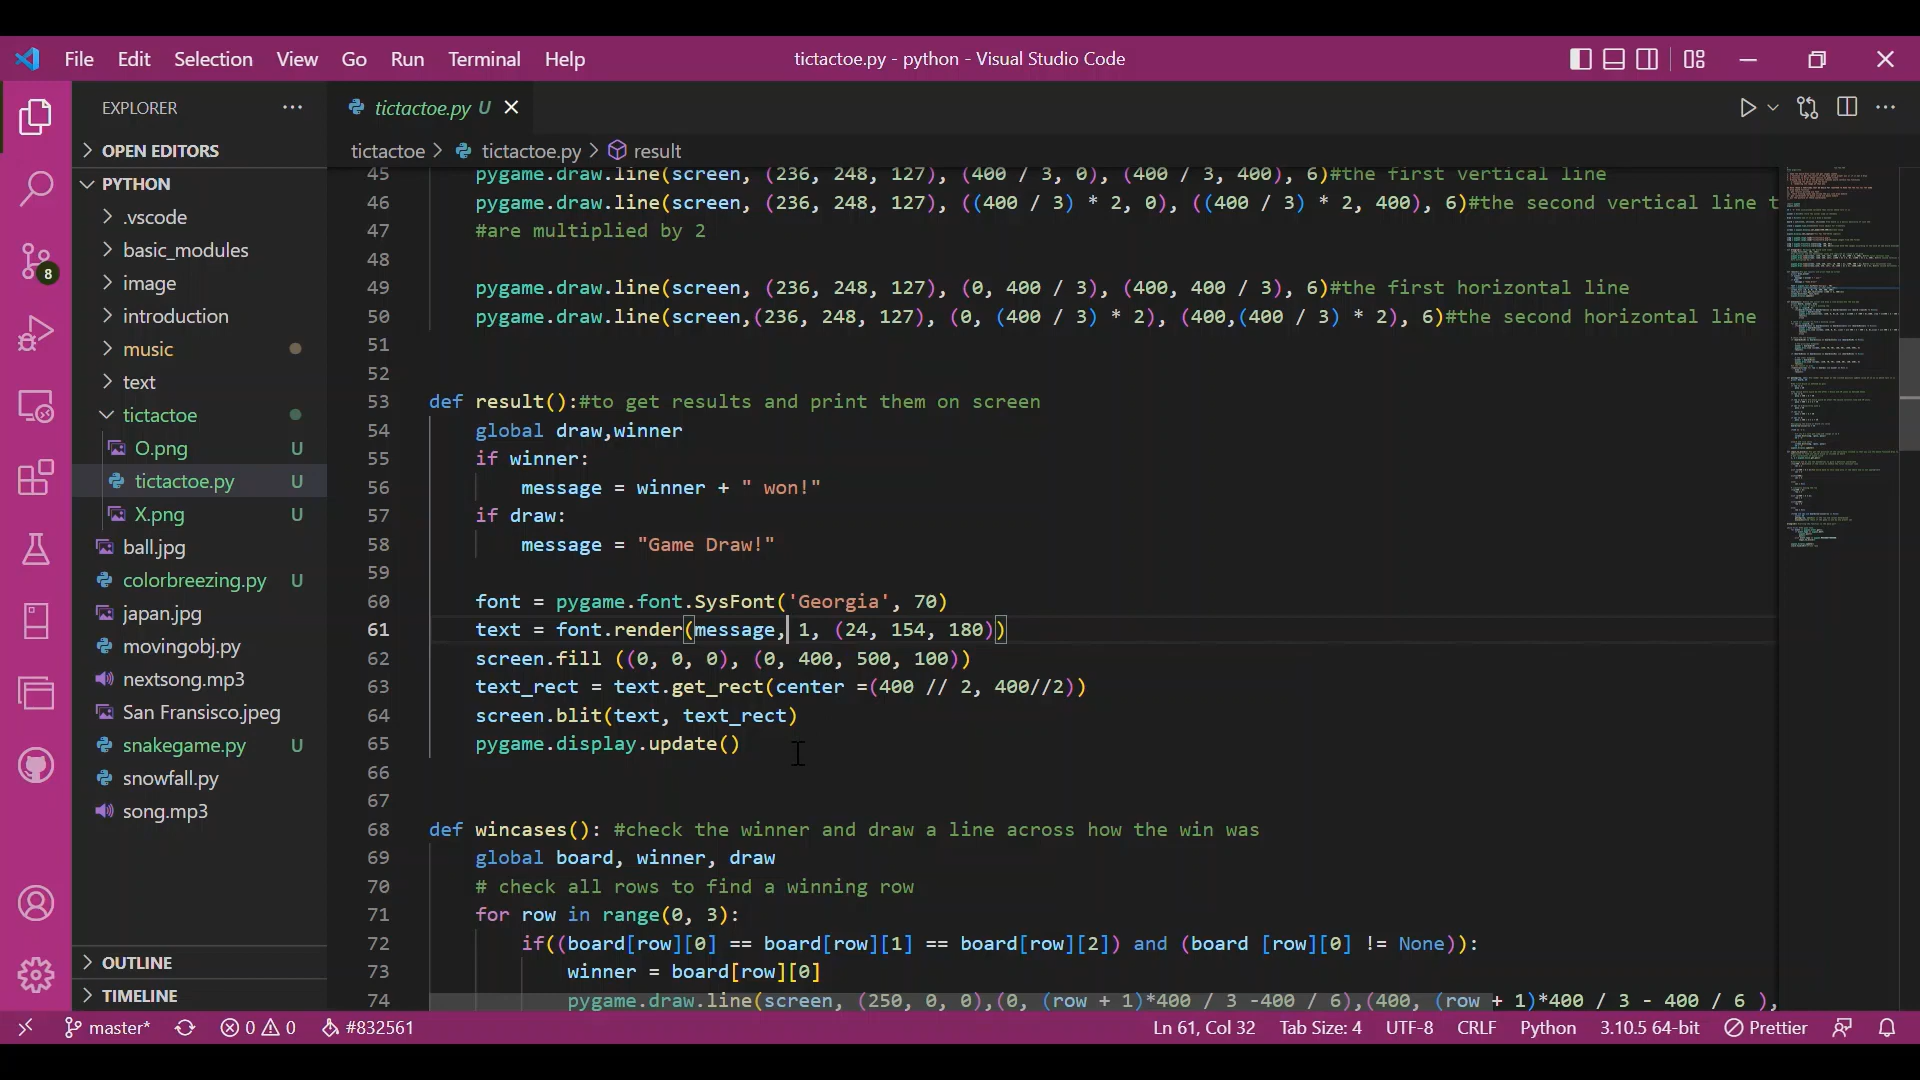 File Edit Selection View Go Run Terminal Help
tictactoe.py - python - Visual Studio Code
EXPLORER
OPEN EDITORS
PYTHON
.vscode
basic_modules
image
introduction
music
text
tictactoe
O.png U
tictactoe.py U
X.png U
ball.jpg
colorbreezing.py U
japan.jpg
movingobj.py
nextsong.mp3
San Fransisco.jpeg
snakegame.py U
snowfall.py
song.mp3
OUTLINE
TIMELINE
8
tictactoe.py U
tictactoe > tictactoe.py > result
45 pygame.draw.line(screen, (236, 248, 127), (400 / 3, 0), (400 / 3, 400), 6)#the first vertical line
46 pygame.draw.line(screen, (236, 248, 127), ((400 / 3) * 2, 0), ((400 / 3) * 2, 400), 6)#the second vertical line t
47 #are multiplied by 2
48
49 pygame.draw.line(screen, (236, 248, 127), (0, 400 / 3), (400, 400 / 3), 6)#the first horizontal line
50 pygame.draw.line(screen,(236, 248, 127), (0, (400 / 3) * 2), (400,(400 / 3) * 2), 6)#the second horizontal line
51
52
53 def result():#to get results and print them on screen
54 global draw,winner
55 if winner:
56 message = winner + " won!"
57 if draw:
58 message = "Game Draw!"
59
60 font = pygame.font.SysFont('Georgia', 70)
61 text = font.render(message, 1, (24, 154, 180))
62 screen.fill ((0, 0, 0), (0, 400, 500, 100))
63 text_rect = text.get_rect(center =(400 // 2, 400//2))
64 screen.blit(text, text_rect)
65 pygame.display.update()
66
67
68 def wincases(): #check the winner and draw a line across how the win was
69 global board, winner, draw
70 # check all rows to find a winning row
71 for row in range(0, 3):
72 if((board[row][0] == board[row][1] == board[row][2]) and (board [row][0] != None)):
73 winner = board[row][0]
74 pygame.draw.line(screen, (250, 0, 0),(0, (row + 1)*400 / 3 -400 / 6),(400, (row + 1)*400 / 3 - 400 / 6 ),
master* 0 0 #832561 Ln 61, Col 32 Tab Size: 4 UTF-8 CRLF Python 3.10.5 64-bit Prettier